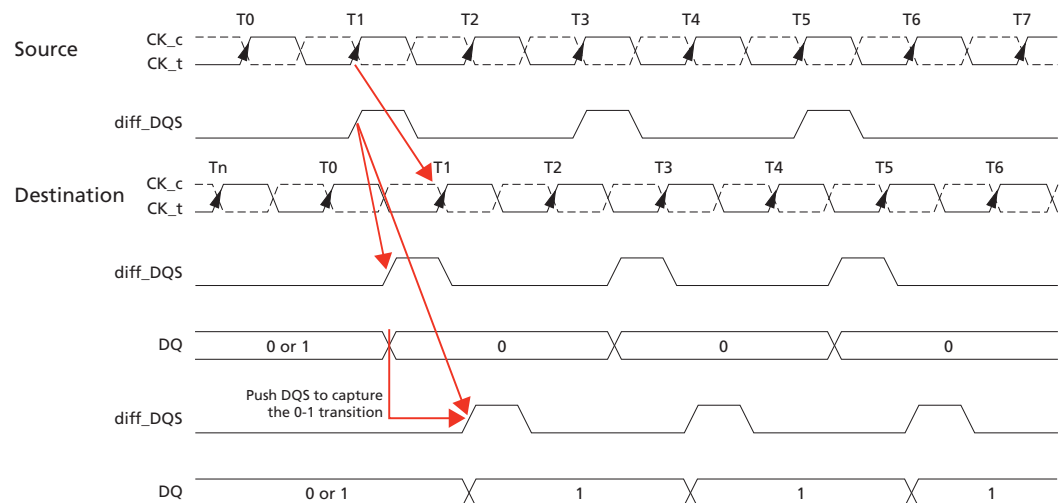 T0 T1 T2 T3 T4 T5 T6 T7
Source
CK_c
CK_t
diff_DQS
Tn T0 T1 T2 T3 T4 T5 T6
Destination
CK_c
CK_t
diff_DQS
DQ 0 or 1 0 0 0
Push DQS to capture
the 0-1 transition
diff_DQS
DQ 0 or 1 1 1 1